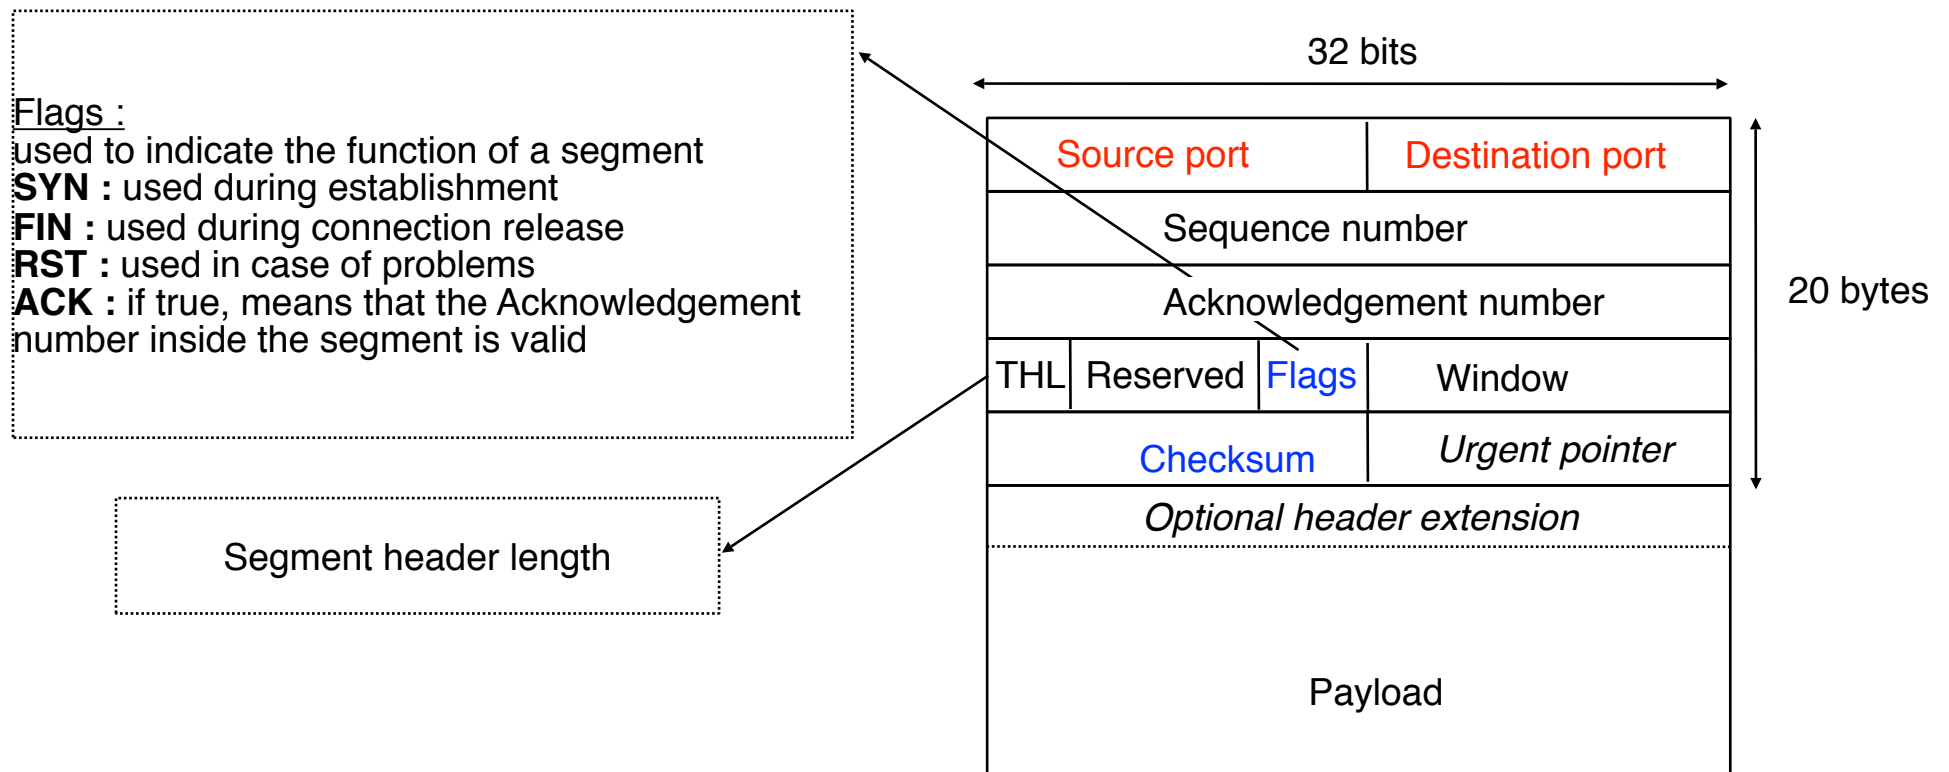 Flags :
used to indicate the function of a segment
SYN : used during establishment
FIN : used during connection release
RST : used in case of problems
ACK : if true, means that the Acknowledgement
number inside the segment is valid
Segment header length
32 bits
Source port
Destination port
Sequence number
Acknowledgement number
20 bytes
THL
Reserved
Flags
Window
Checksum
Urgent pointer
Optional header extension
Payload